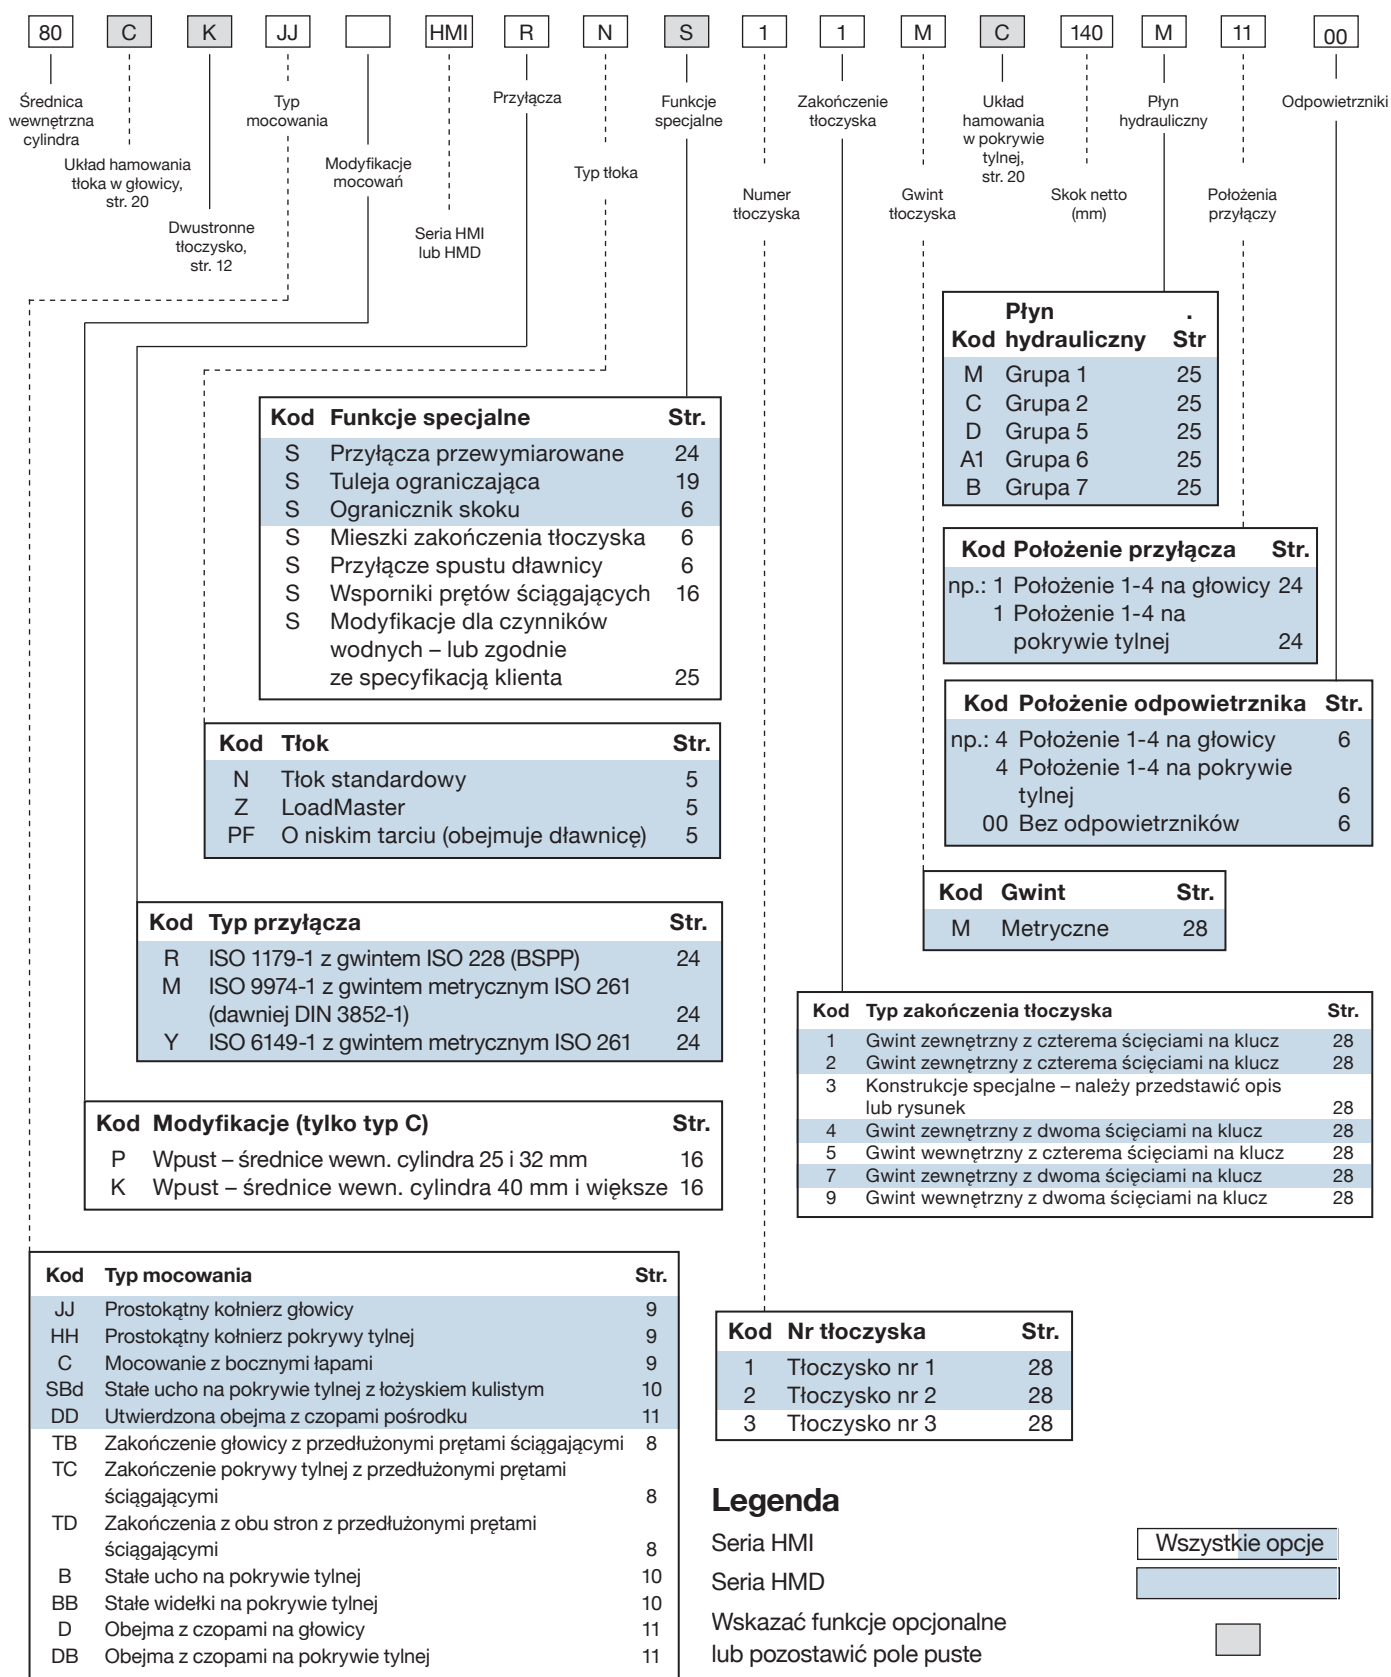 80 C K JJ HMI R N S 1 1 M C 140 M 11 00
Średnica
wewnętrzna
cylindra
Układ hamowania
tłoka w głowicy,
str. 20
Dwustronne
tłoczysko,
str. 12
Typ
mocowania
Modyfikacje
mocowań
Seria HMI
lub HMD
Przyłącza
Typ tłoka
Funkcje
specjalne
Numer
tłoczyska
Zakończenie
tłoczyska
Gwint
tłoczyska
Układ
hamowania
w pokrywie
tylnej,
str. 20
Skok netto
(mm)
Płyn
hydrauliczny
Położenia
przyłączy
Odpowietrzniki
Płyn .
Kod hydrauliczny Str
M Grupa 1 25
C Grupa 2 25
D Grupa 5 25
A1 Grupa 6 25
B Grupa 7 25
Kod Funkcje specjalne Str.
S Przyłącza przewymiarowane 24
S Tuleja ograniczająca 19
S Ogranicznik skoku 6
S Mieszki zakończenia tłoczyska 6
S Przyłącze spustu dławnicy 6
S Wsporniki prętów ściągających 16
S Modyfikacje dla czynników
wodnych – lub zgodnie
ze specyfikacją klienta 25
Kod Położenie przyłącza Str.
np.: 1 Położenie 1-4 na głowicy 24
1 Położenie 1-4 na
pokrywie tylnej 24
Kod Położenie odpowietrznika Str.
np.: 4 Położenie 1-4 na głowicy 6
4 Położenie 1-4 na pokrywie
tylnej 6
00 Bez odpowietrzników 6
Kod Tłok Str.
N Tłok standardowy 5
Z LoadMaster 5
PF O niskim tarciu (obejmuje dławnicę) 5
Kod Gwint Str.
M Metryczne 28
Kod Typ przyłącza Str.
R ISO 1179-1 z gwintem ISO 228 (BSPP) 24
M ISO 9974-1 z gwintem metrycznym ISO 261
(dawniej DIN 3852-1) 24
Y ISO 6149-1 z gwintem metrycznym ISO 261 24
Kod Typ zakończenia tłoczyska Str.
1 Gwint zewnętrzny z czterema ścięciami na klucz 28
2 Gwint zewnętrzny z czterema ścięciami na klucz 28
3 Konstrukcje specjalne – należy przedstawić opis
lub rysunek 28
4 Gwint zewnętrzny z dwoma ścięciami na klucz 28
5 Gwint wewnętrzny z czterema ścięciami na klucz 28
7 Gwint zewnętrzny z dwoma ścięciami na klucz 28
9 Gwint wewnętrzny z dwoma ścięciami na klucz 28
Kod Modyfikacje (tylko typ C) Str.
P Wpust – średnice wewn. cylindra 25 i 32 mm 16
K Wpust – średnice wewn. cylindra 40 mm i większe 16
Kod Typ mocowania Str.
JJ Prostokątny kołnierz głowicy 9
HH Prostokątny kołnierz pokrywy tylnej 9
C Mocowanie z bocznymi łapami 9
SBd Stałe ucho na pokrywie tylnej z łożyskiem kulistym 10
DD Utwierdzona obejma z czopami pośrodku 11
TB Zakończenie głowicy z przedłużonymi prętami ściągającymi 8
TC Zakończenie pokrywy tylnej z przedłużonymi prętami
ściągającymi 8
TD Zakończenia z obu stron z przedłużonymi prętami
ściągającymi 8
B Stałe ucho na pokrywie tylnej 10
BB Stałe widełki na pokrywie tylnej 10
D Obejma z czopami na głowicy 11
DB Obejma z czopami na pokrywie tylnej 11
Kod Nr tłoczyska Str.
1 Tłoczysko nr 1 28
2 Tłoczysko nr 2 28
3 Tłoczysko nr 3 28
Legenda
Seria HMI Wszystkie opcje
Seria HMD
Wskazać funkcje opcjonalne
lub pozostawić pole puste